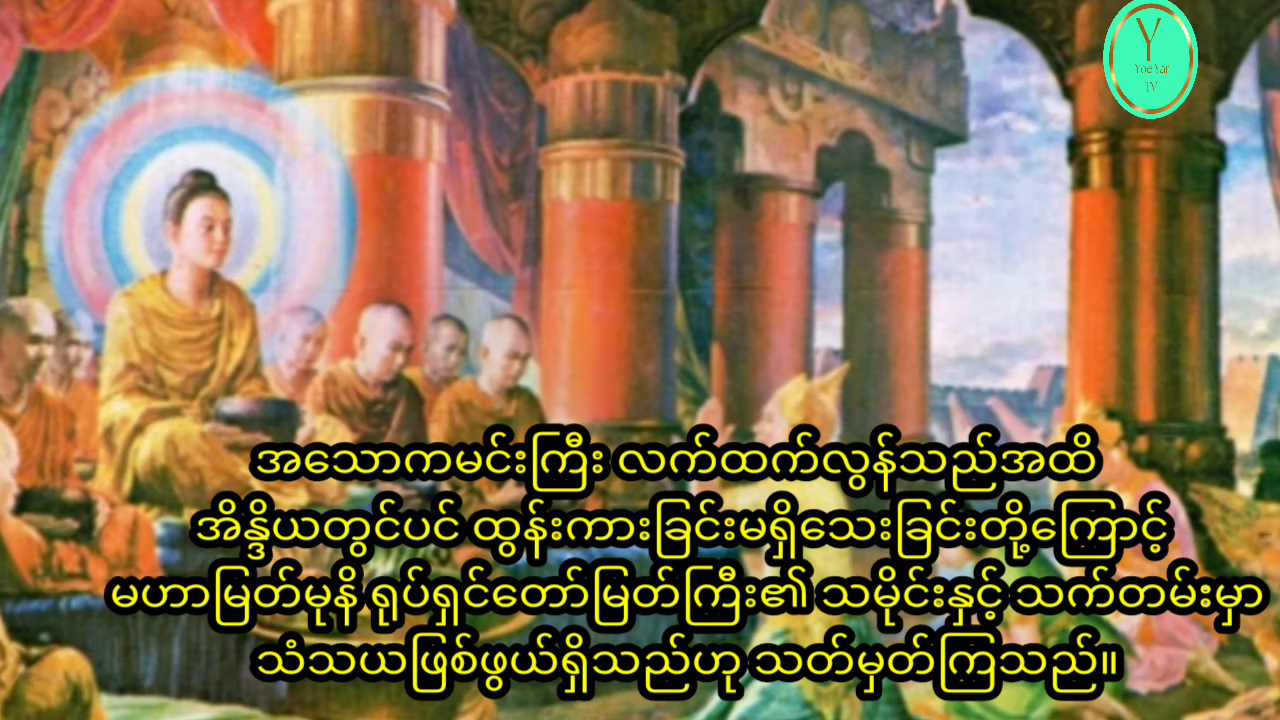 Y
Yoe Yar
TV
အသောကမင်းကြီး လက်ထက်လွန်သည်အထိ
အိန္ဒိယတွင်ပင် ထွန်းကားခြင်းမရှိသေးခြင်းတို့ကြောင့်
မဟာမြတ်မုနိ ရုပ်ရှင်တော်မြတ်ကြီး၏ သမိုင်းနှင့် သက်တမ်းမှာ
သံသယဖြစ်ဖွယ်ရှိသည်ဟု သတ်မှတ်ကြသည်။